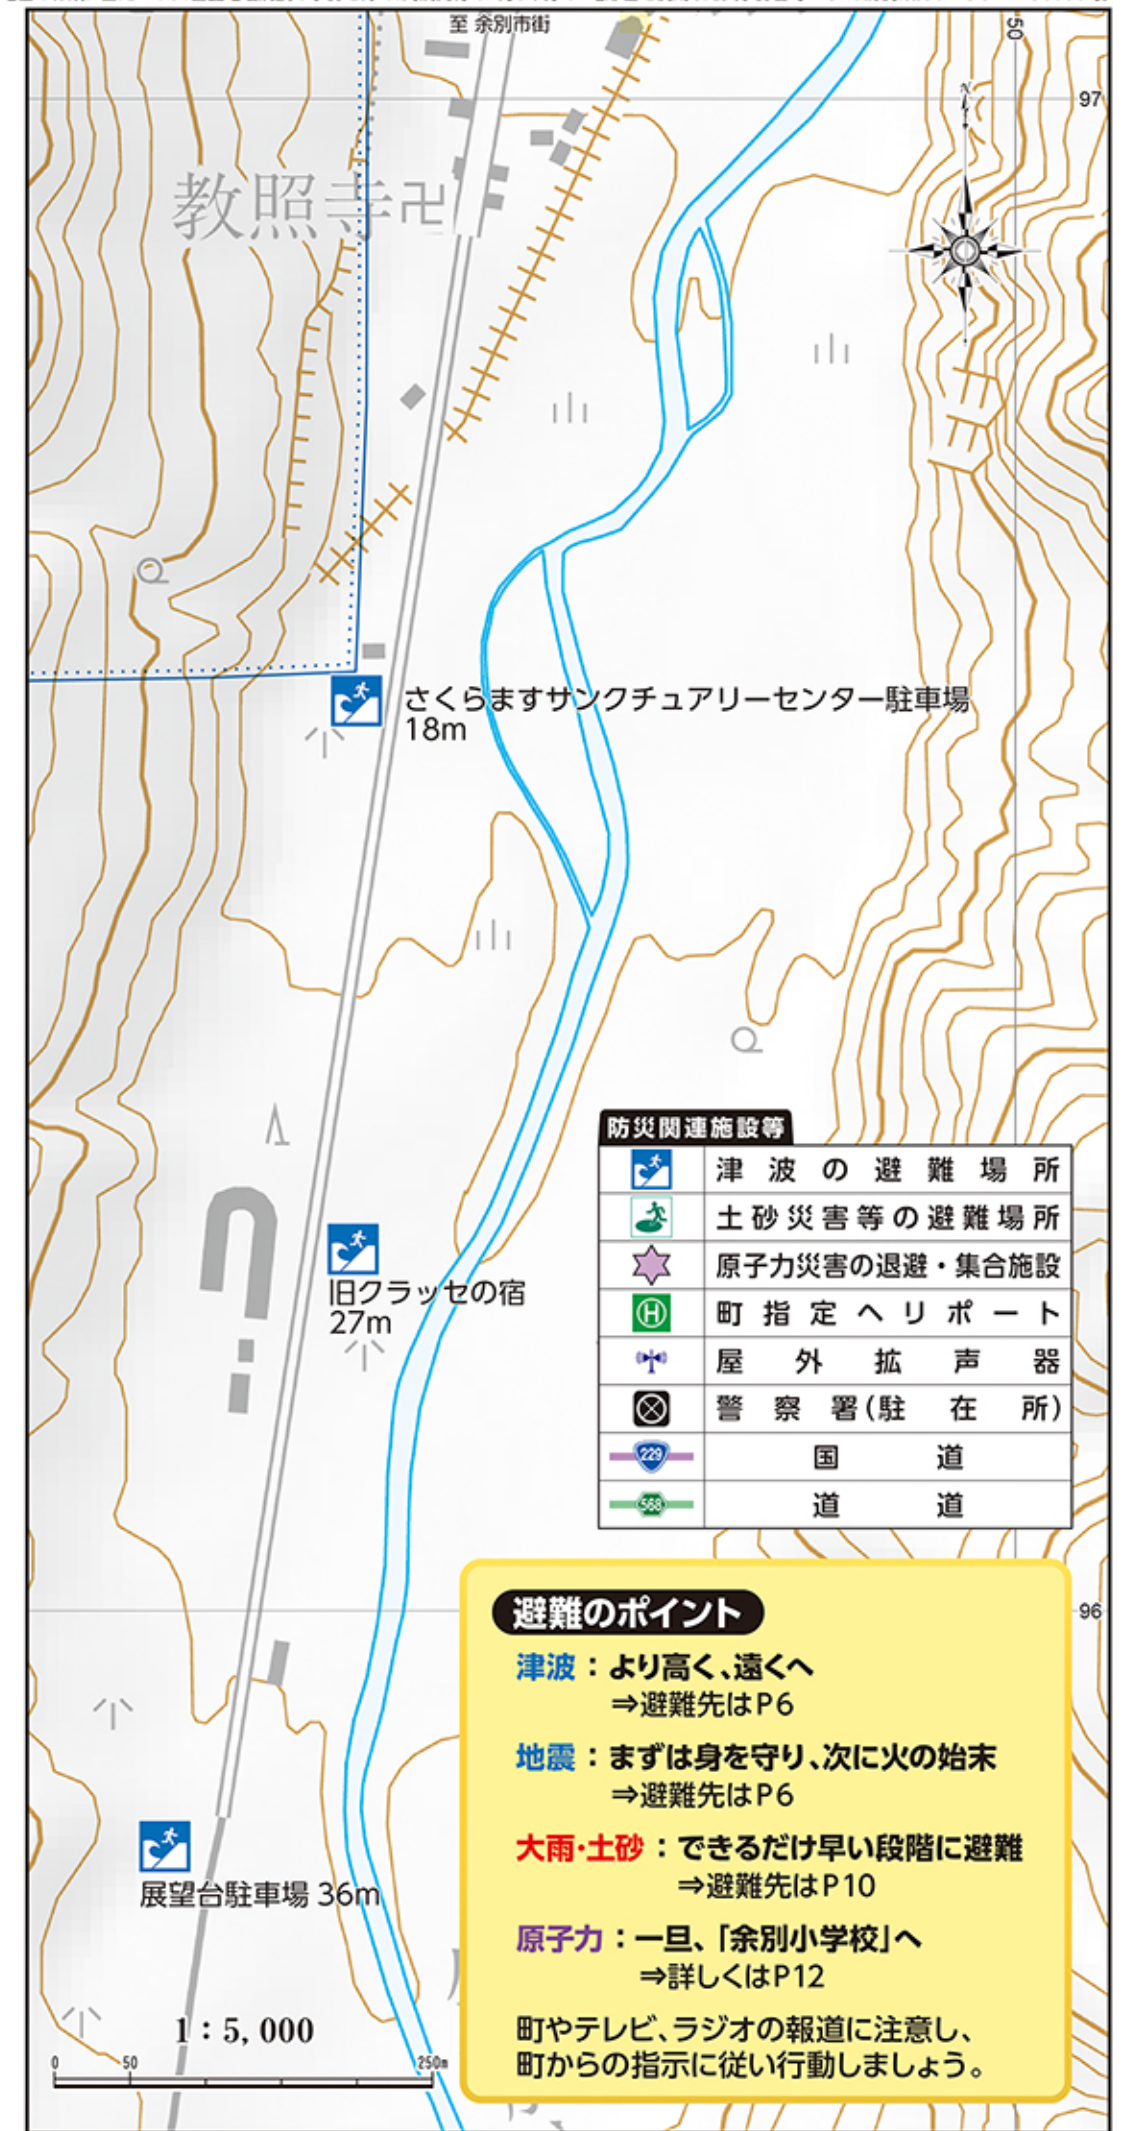 至 余別市街
50
97
N
教照寺卍
さくらますサンクチュアリーセンター駐車場
18m
旧クラッセの宿
27m
防災関連施設等
津波の避難場所
土砂災害等の避難場所
原子力災害の退避・集合施設
H 町指定ヘリポート
屋外拡声器
警察署(駐在所)
229 国道
568 道道
96
避難のポイント
津波：より高く、遠くへ
⇒避難先はP6
地震：まずは身を守り、次に火の始末
⇒避難先はP6
大雨・土砂：できるだけ早い段階に避難
⇒避難先はP10
原子力：一旦、「余別小学校」へ
⇒詳しくはP12
町やテレビ、ラジオの報道に注意し、
町からの指示に従い行動しましょう。
展望台駐車場 36m
1：5,000
0 50 250m